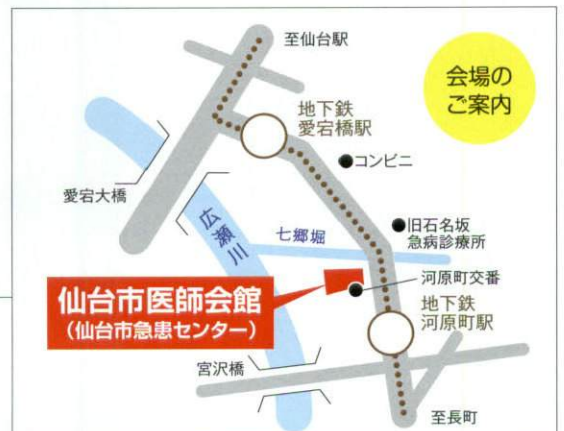 至仙台駅
会場の
ご案内
地下鉄
愛宕橋駅
コンビニ
愛宕大橋
広瀬川
七郷堀
旧石名坂
急病診療所
河原町交番
仙台市医師会館
(仙台市急患センター)
地下鉄
河原町駅
宮沢橋
至長町